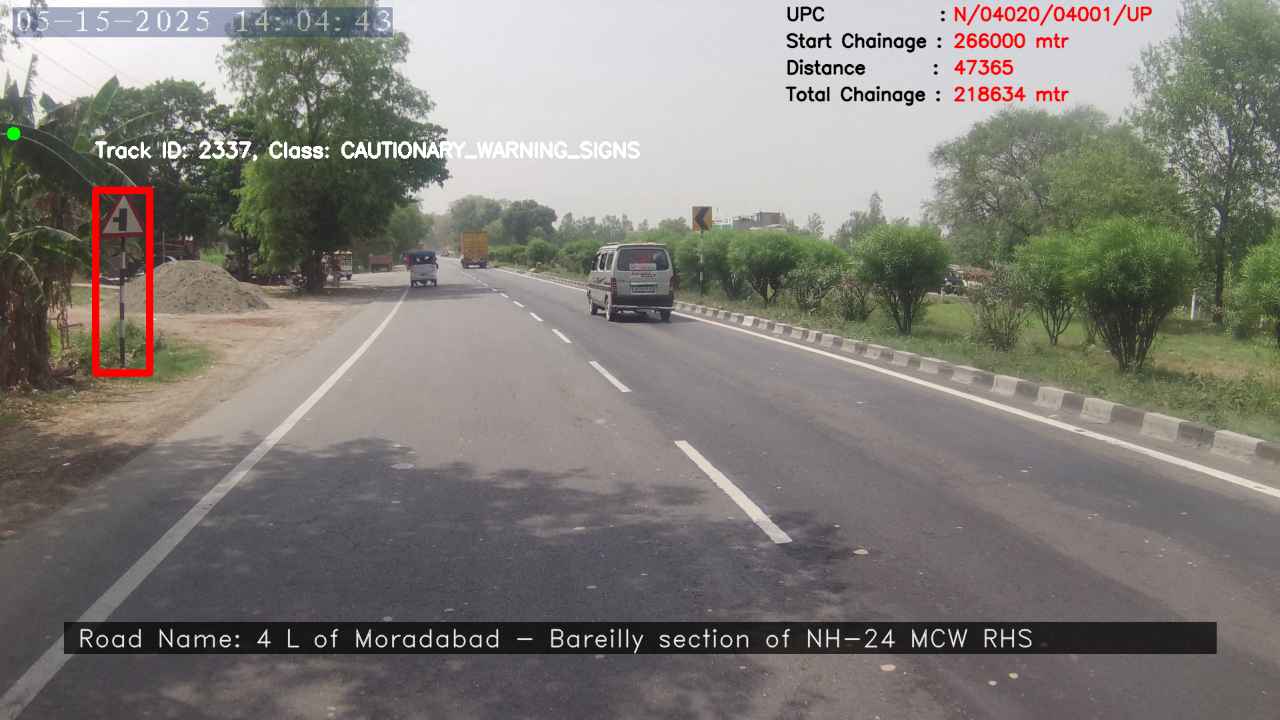 05-15-2025 14:04:43
UPC : N/04020/04001/UP
Start Chainage : 266000 mtr
Distance : 47365
Total Chainage : 218634 mtr
Track ID: 2337, Class: CAUTIONARY_WARNING_SIGNS
Road Name: 4 L of Moradabad - Bareilly section of NH-24 MCW RHS